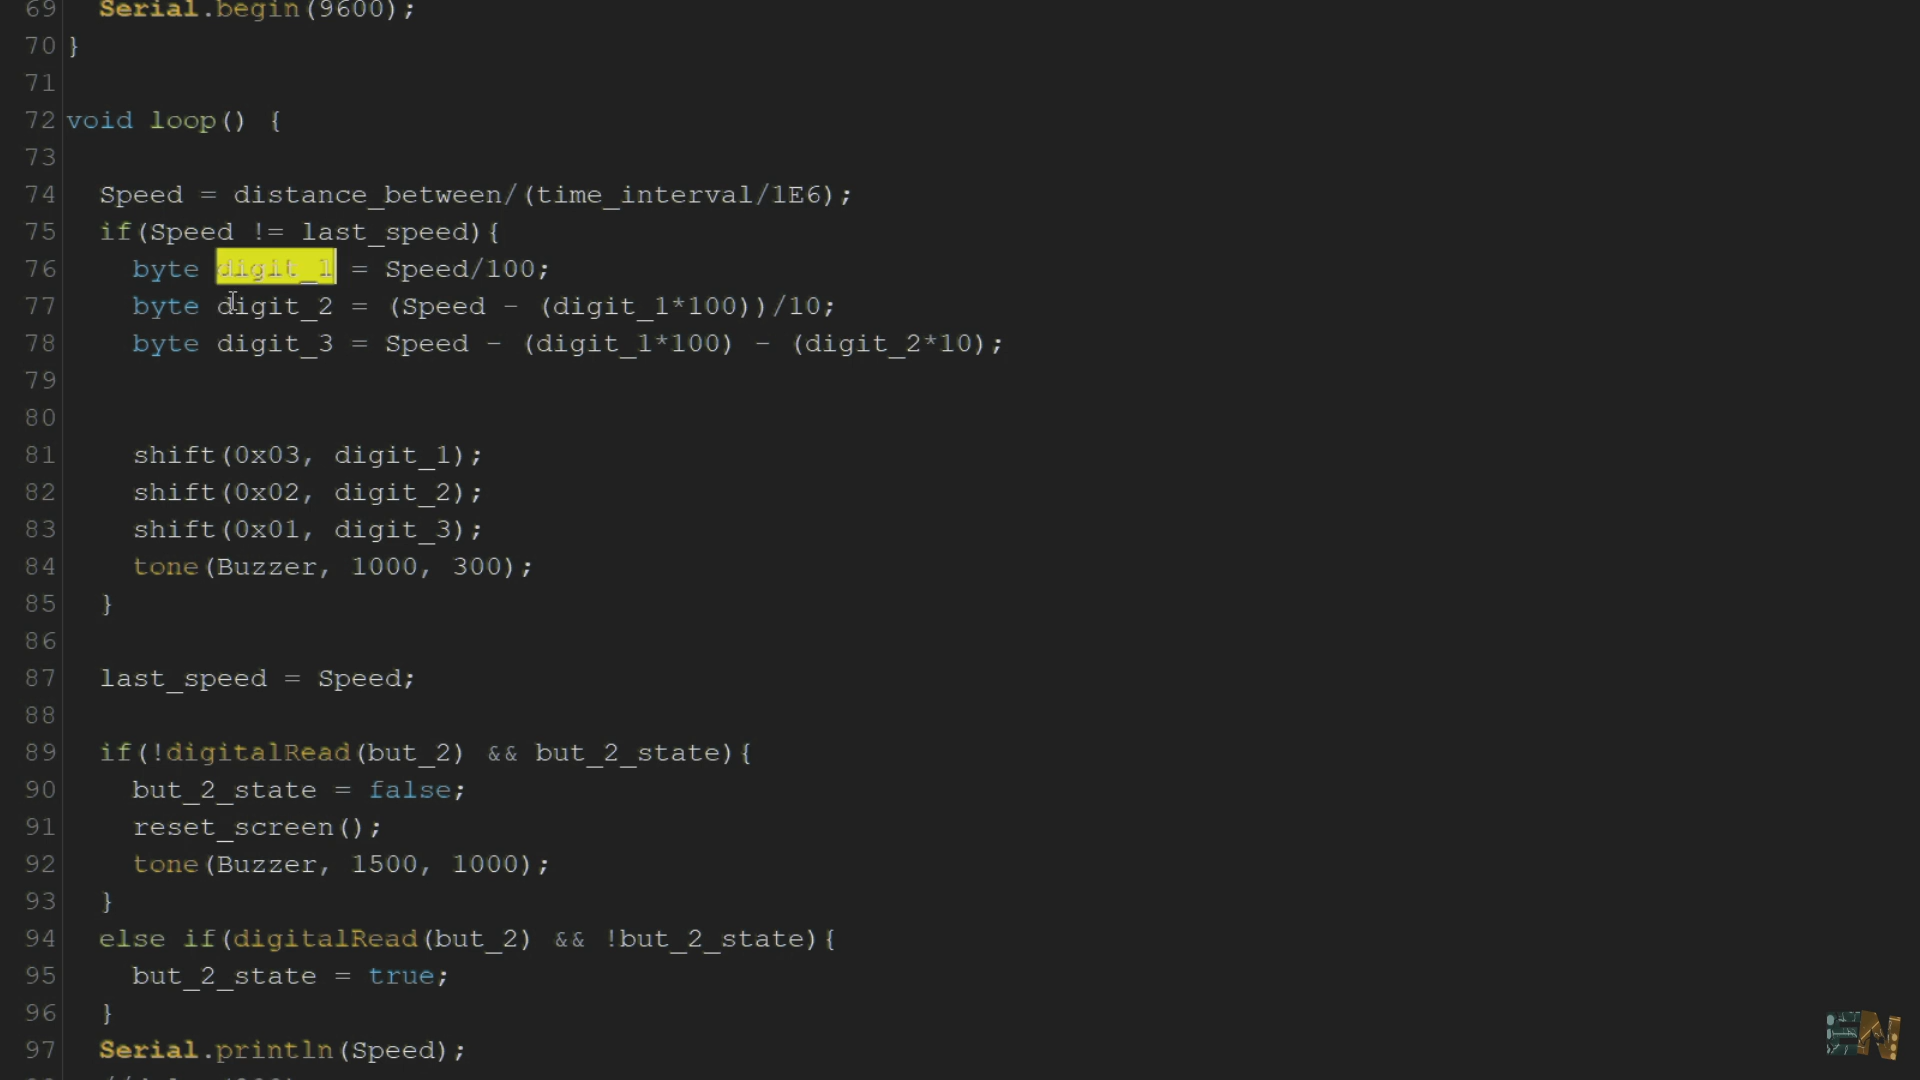 69 Serial.begin(9600);
70 }
71
72 void loop() {
73
74 Speed = distance_between/(time_interval/1E6);
75 if(Speed != last_speed){
76 byte digit_1 = Speed/100;
77 byte digit_2 = (Speed - (digit_1*100))/10;
78 byte digit_3 = Speed - (digit_1*100) - (digit_2*10);
79
80
81 shift(0x03, digit_1);
82 shift(0x02, digit_2);
83 shift(0x01, digit_3);
84 tone(Buzzer, 1000, 300);
85 }
86
87 last_speed = Speed;
88
89 if(!digitalRead(but_2) && but_2_state){
90 but_2_state = false;
91 reset_screen();
92 tone(Buzzer, 1500, 1000);
93 }
94 else if(digitalRead(but_2) && !but_2_state){
95 but_2_state = true;
96 }
97 Serial.println(Speed);
EN